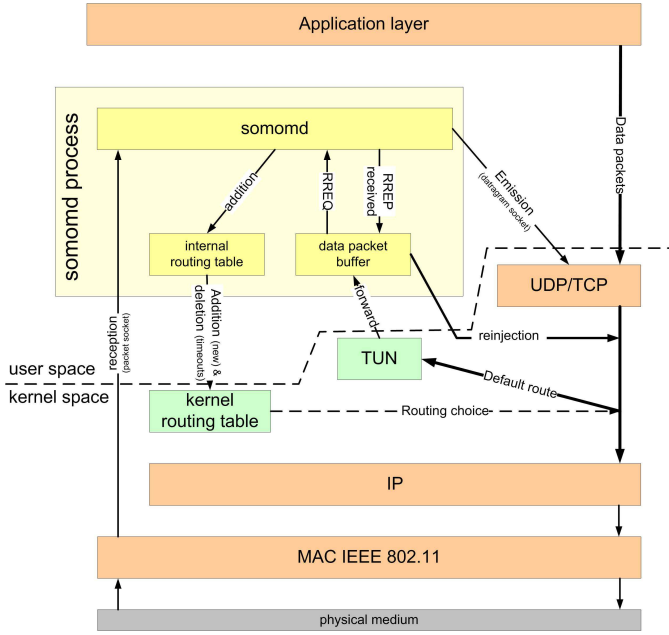 Application layer
somomd process
somomd
Data packets
Emission
(datragram socket)
addition
RREQ
RREP
received
internal
routing table
data packet
buffer
UDP/TCP
reception
(packet socket)
Addition (new) &
deletion (timeouts)
forward
reinjection
TUN
user space
kernel space
Default route
kernel
routing table
Routing choice
IP
MAC IEEE 802.11
physical medium